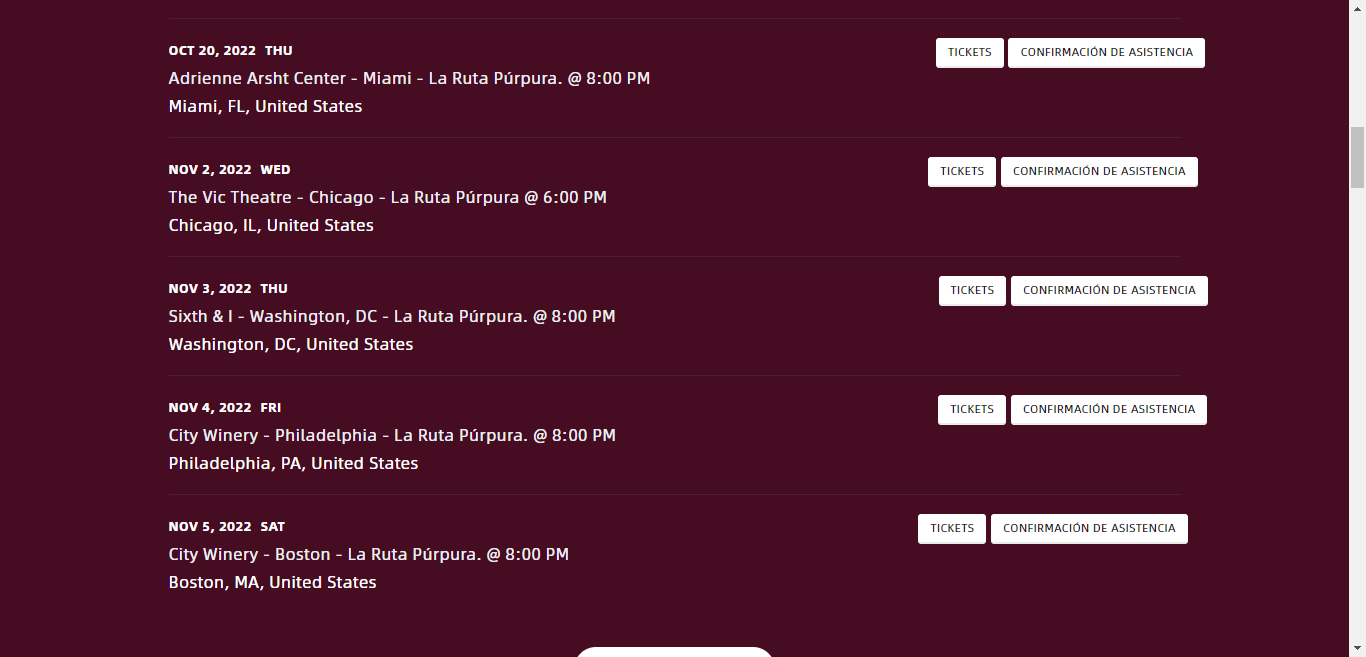 OCT 20, 2022 THU
TICKETS
CONFIRMACIÓN DE ASISTENCIA
Adrienne Arsht Center - Miami - La Ruta Púrpura. @ 8:00 PM
Miami, FL, United States
NOV 2, 2022 WED
TICKETS
CONFIRMACIÓN DE ASISTENCIA
The Vic Theatre - Chicago - La Ruta Púrpura @ 6:00 PM
Chicago, IL, United States
NOV 3, 2022 THU
TICKETS
CONFIRMACIÓN DE ASISTENCIA
Sixth & I - Washington, DC - La Ruta Púrpura. @ 8:00 PM
Washington, DC, United States
NOV 4, 2022 FRI
TICKETS
CONFIRMACIÓN DE ASISTENCIA
City Winery - Philadelphia - La Ruta Púrpura. @ 8:00 PM
Philadelphia, PA, United States
NOV 5, 2022 SAT
TICKETS
CONFIRMACIÓN DE ASISTENCIA
City Winery - Boston - La Ruta Púrpura. @ 8:00 PM
Boston, MA, United States